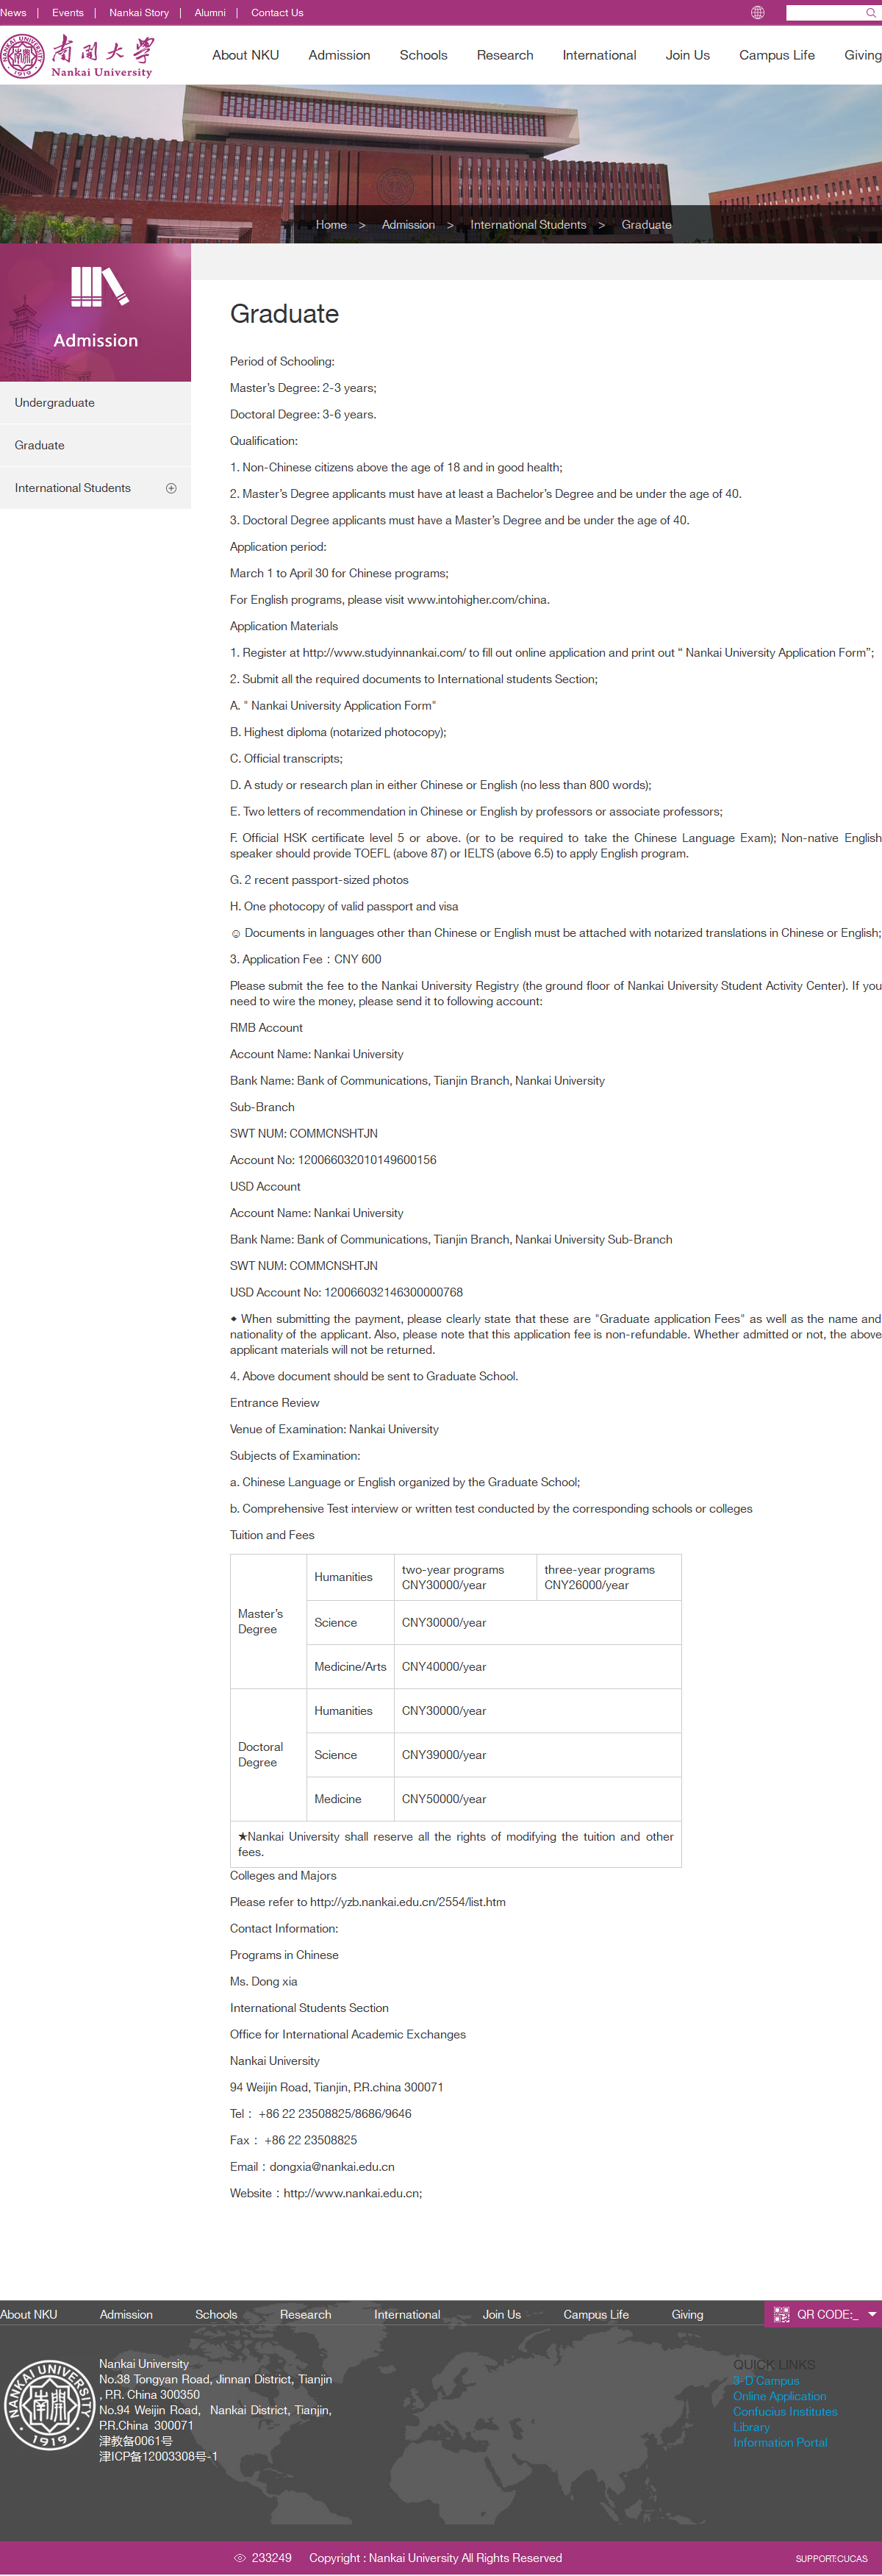 News | Events | Nankai Story | Alumni | Contact Us
南開大學
Nankai University
NANKAI UNIVERSITY
1919
About NKU Admission Schools Research International Join Us Campus Life Giving
Home > Admission > International Students > Graduate
Admission
Undergraduate
Graduate
International Students
Graduate
Period of Schooling:
Master’s Degree: 2-3 years;
Doctoral Degree: 3-6 years.
Qualification:
1. Non-Chinese citizens above the age of 18 and in good health;
2. Master’s Degree applicants must have at least a Bachelor’s Degree and be under the age of 40.
3. Doctoral Degree applicants must have a Master’s Degree and be under the age of 40.
Application period:
March 1 to April 30 for Chinese programs;
For English programs, please visit www.intohigher.com/china.
Application Materials
1. Register at http://www.studyinnankai.com/ to fill out online application and print out “ Nankai University Application Form”;
2. Submit all the required documents to International students Section;
A. " Nankai University Application Form"
B. Highest diploma (notarized photocopy);
C. Official transcripts;
D. A study or research plan in either Chinese or English (no less than 800 words);
E. Two letters of recommendation in Chinese or English by professors or associate professors;
F. Official HSK certificate level 5 or above. (or to be required to take the Chinese Language Exam); Non-native English
speaker should provide TOEFL (above 87) or IELTS (above 6.5) to apply English program.
G. 2 recent passport-sized photos
H. One photocopy of valid passport and visa
☺ Documents in languages other than Chinese or English must be attached with notarized translations in Chinese or English;
3. Application Fee：CNY 600
Please submit the fee to the Nankai University Registry (the ground floor of Nankai University Student Activity Center). If you
need to wire the money, please send it to following account:
RMB Account
Account Name: Nankai University
Bank Name: Bank of Communications, Tianjin Branch, Nankai University
Sub-Branch
SWT NUM: COMMCNSHTJN
Account No: 120066032010149600156
USD Account
Account Name: Nankai University
Bank Name: Bank of Communications, Tianjin Branch, Nankai University Sub-Branch
SWT NUM: COMMCNSHTJN
USD Account No: 120066032146300000768
◆ When submitting the payment, please clearly state that these are "Graduate application Fees" as well as the name and
nationality of the applicant. Also, please note that this application fee is non-refundable. Whether admitted or not, the above
applicant materials will not be returned.
4. Above document should be sent to Graduate School.
Entrance Review
Venue of Examination: Nankai University
Subjects of Examination:
a. Chinese Language or English organized by the Graduate School;
b. Comprehensive Test interview or written test conducted by the corresponding schools or colleges
Tuition and Fees
Master’s Degree
Humanities
two-year programs CNY30000/year
three-year programs CNY26000/year
Science CNY30000/year
Medicine/Arts CNY40000/year
Doctoral Degree
Humanities CNY30000/year
Science CNY39000/year
Medicine CNY50000/year
★Nankai University shall reserve all the rights of modifying the tuition and other
fees.
Colleges and Majors
Please refer to http://yzb.nankai.edu.cn/2554/list.htm
Contact Information:
Programs in Chinese
Ms. Dong xia
International Students Section
Office for International Academic Exchanges
Nankai University
94 Weijin Road, Tianjin, P.R.china 300071
Tel： +86 22 23508825/8686/9646
Fax： +86 22 23508825
Email：dongxia@nankai.edu.cn
Website：http://www.nankai.edu.cn;
About NKU Admission Schools Research International Join Us Campus Life Giving QR CODE:_
NANKAI UNIVERSITY
1919
Nankai University
No.38 Tongyan Road, Jinnan District, Tianjin
, P.R. China 300350
No.94 Weijin Road, Nankai District, Tianjin,
P.R.China 300071
津教备0061号
津ICP备12003308号-1
QUICK LINKS
3-D Campus
Online Application
Confucius Institutes
Library
Information Portal
233249 Copyright : Nankai University All Rights Reserved
SUPPORT:CUCAS